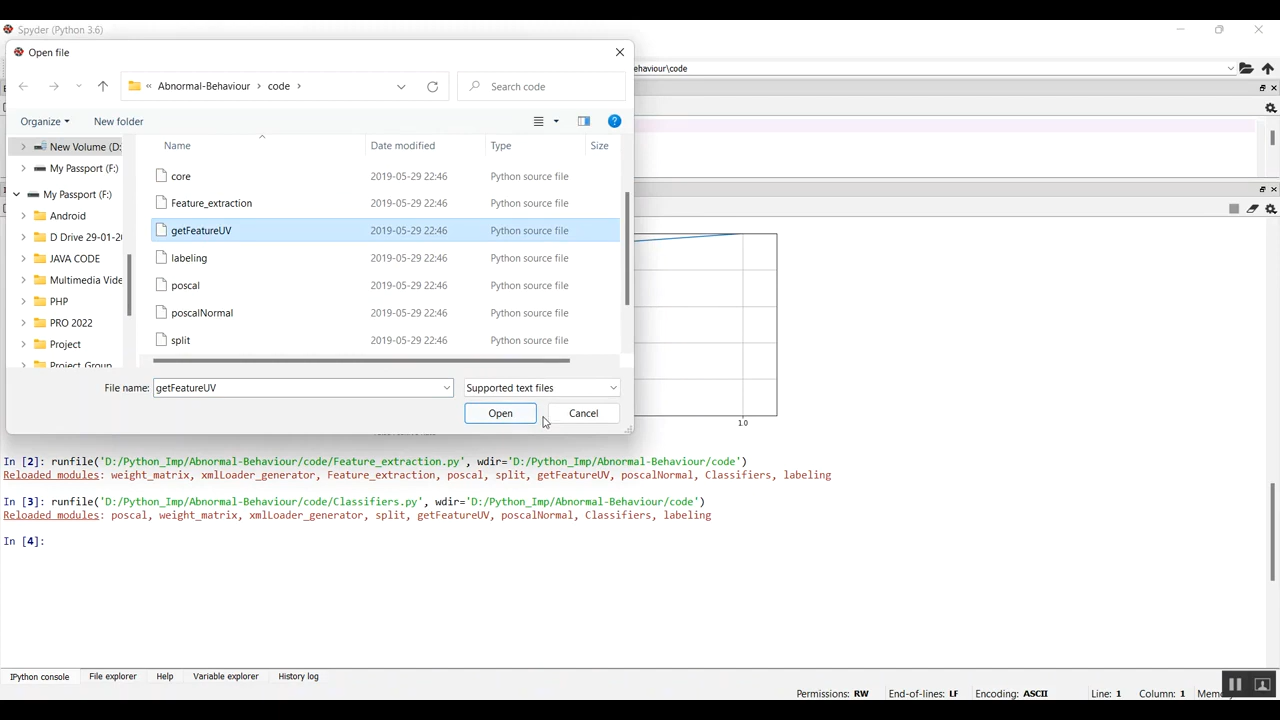 Spyder (Python 3.6)
Open file
ehaviour\code
« Abnormal-Behaviour › code ›
Search code
Organize
New folder
Name
Date modified
Type
Size
New Volume (D:
My Passport (F:)
My Passport (F:)
Android
D Drive 29-01-2
JAVA CODE
Multimedia Vide
PHP
PRO 2022
Project
Project Group
core 2019-05-29 22:46 Python source file
Feature_extraction 2019-05-29 22:46 Python source file
getFeatureUV 2019-05-29 22:46 Python source file
labeling 2019-05-29 22:46 Python source file
poscal 2019-05-29 22:46 Python source file
poscalNormal 2019-05-29 22:46 Python source file
split 2019-05-29 22:46 Python source file
File name: getFeatureUV
Supported text files
Open
Cancel
1.0
In [2]: runfile('D:/Python_Imp/Abnormal-Behaviour/code/Feature_extraction.py', wdir='D:/Python_Imp/Abnormal-Behaviour/code')
Reloaded modules: weight_matrix, xmlLoader_generator, Feature_extraction, poscal, split, getFeatureUV, poscalNormal, Classifiers, labeling
In [3]: runfile('D:/Python_Imp/Abnormal-Behaviour/code/Classifiers.py', wdir='D:/Python_Imp/Abnormal-Behaviour/code')
Reloaded modules: poscal, weight_matrix, xmlLoader_generator, split, getFeatureUV, poscalNormal, Classifiers, labeling
In [4]:
IPython console
File explorer
Help
Variable explorer
History log
Permissions: RW
End-of-lines: LF
Encoding: ASCII
Line: 1
Column: 1